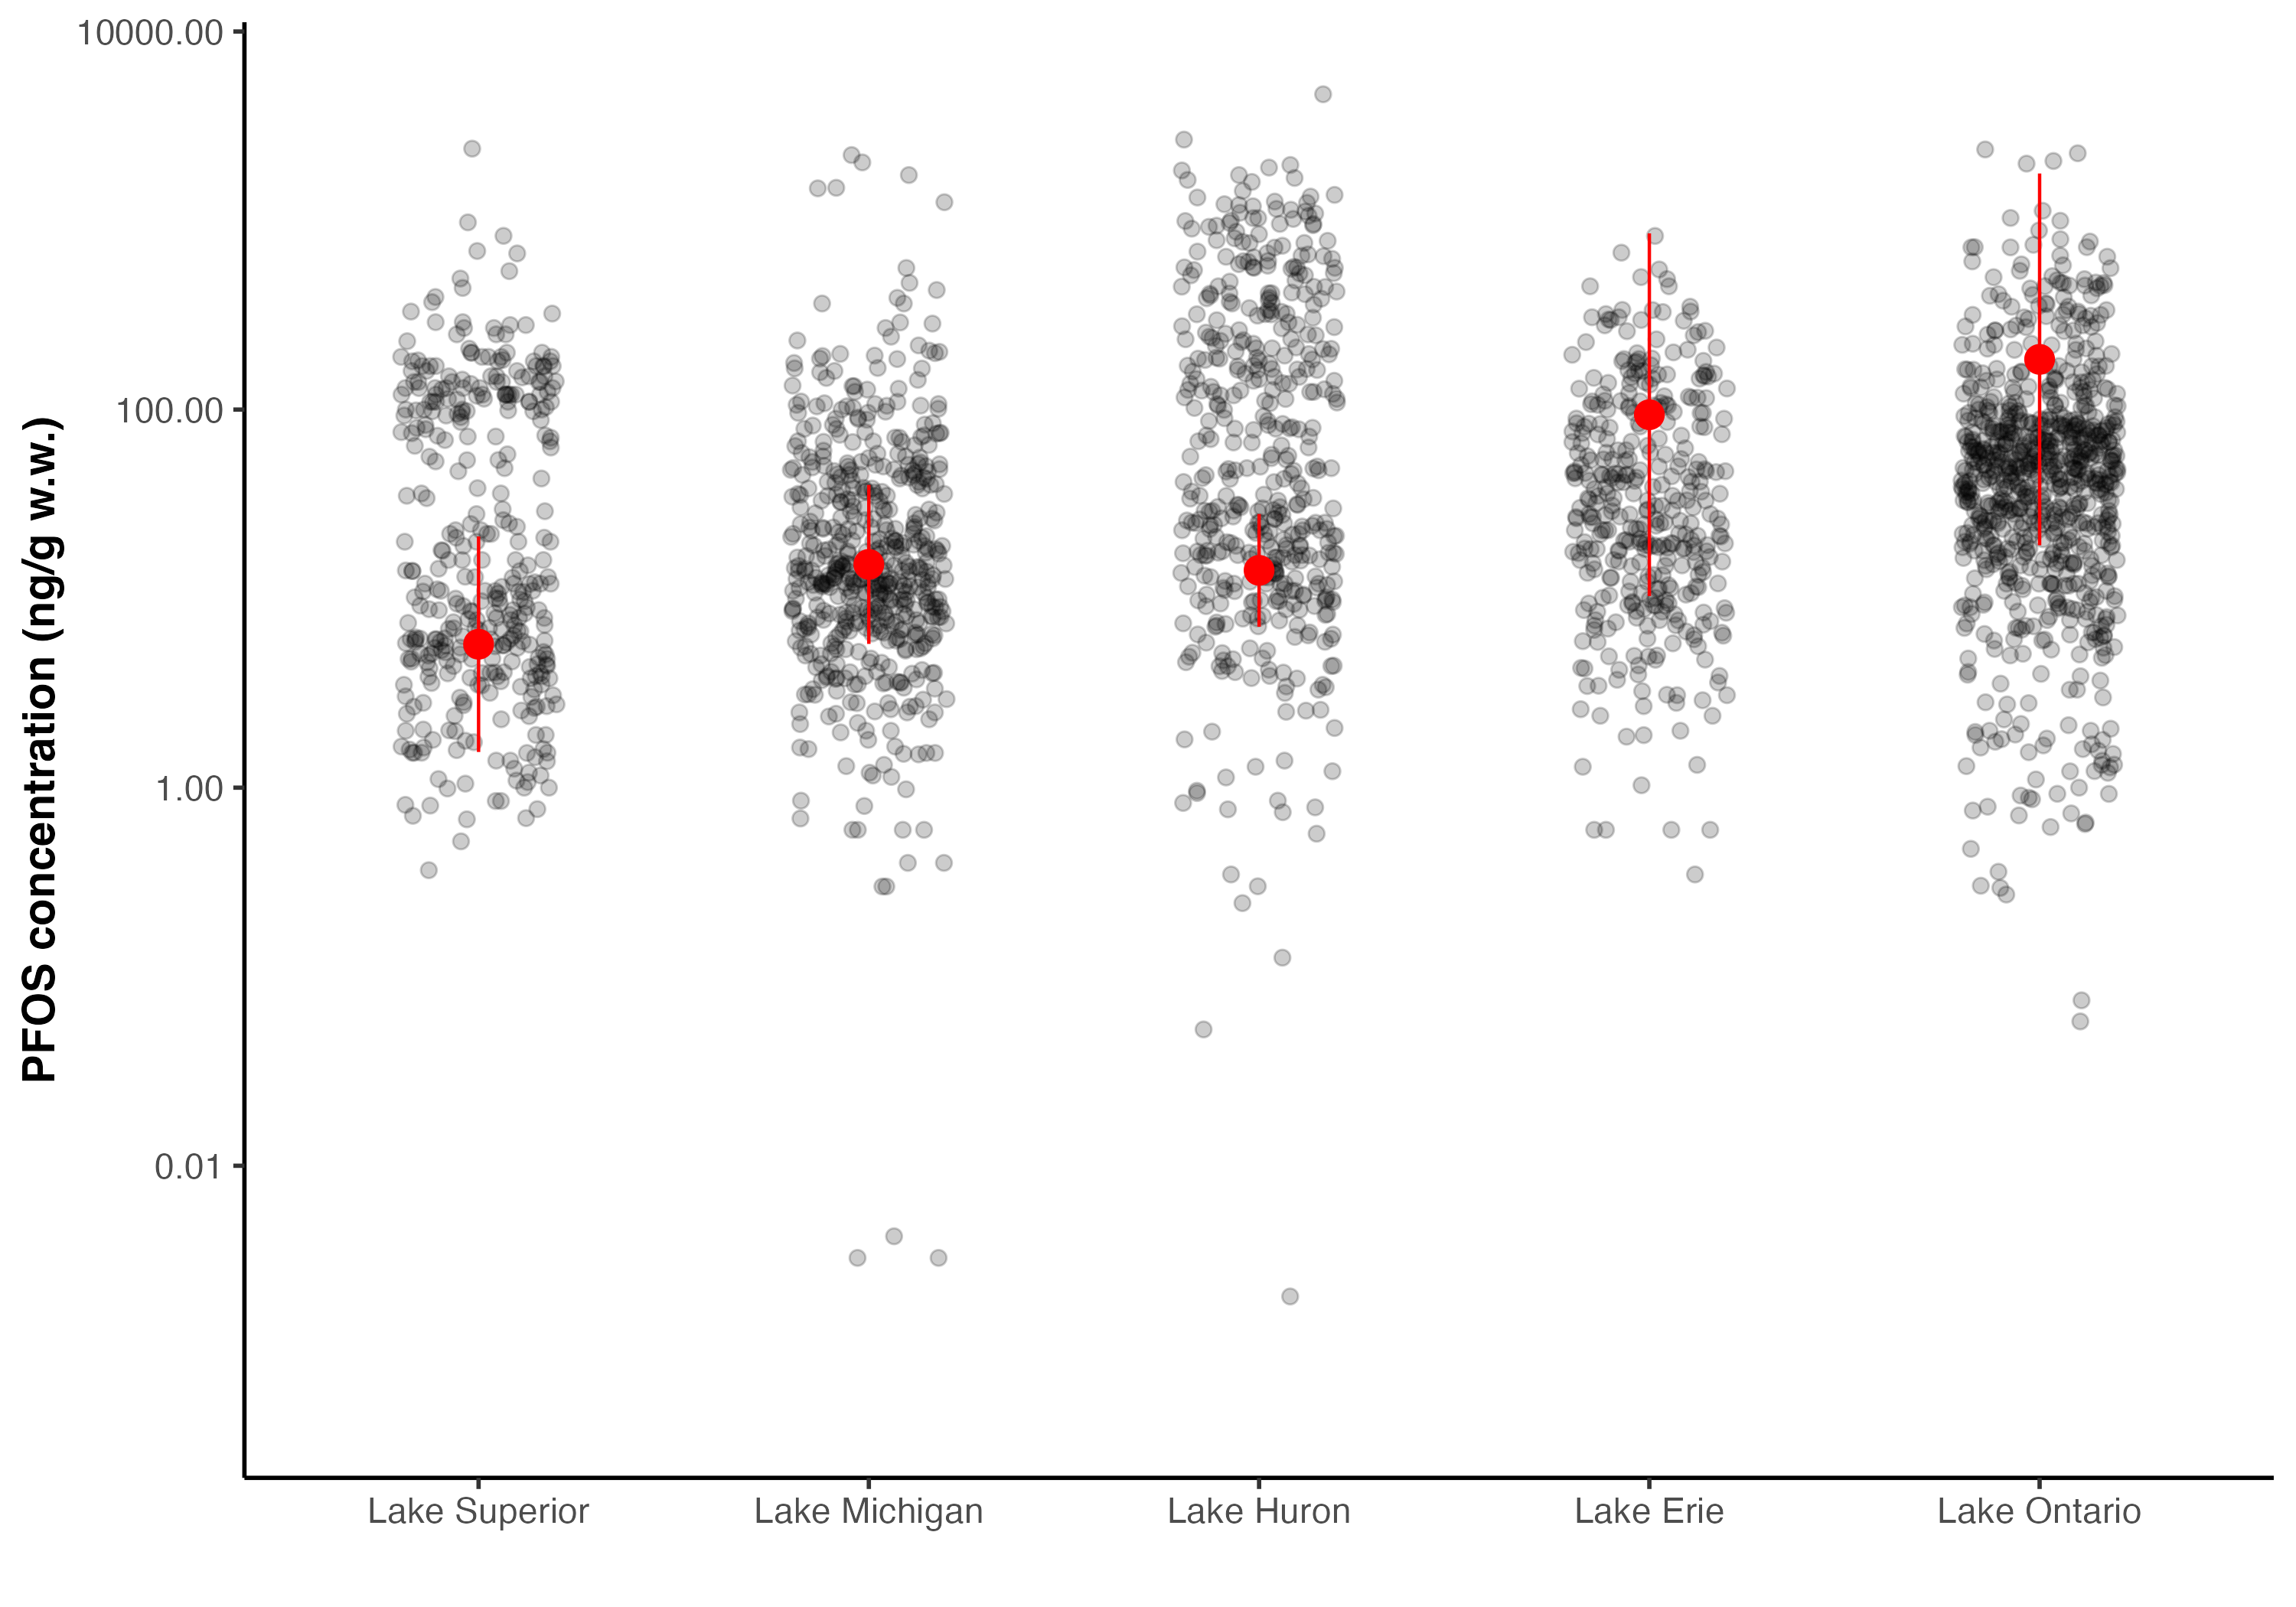 10000.00
100.00
1.00
0.01
PFOS concentration (ng/g w.w.)
Lake Superior
Lake Michigan
Lake Huron
Lake Erie
Lake Ontario